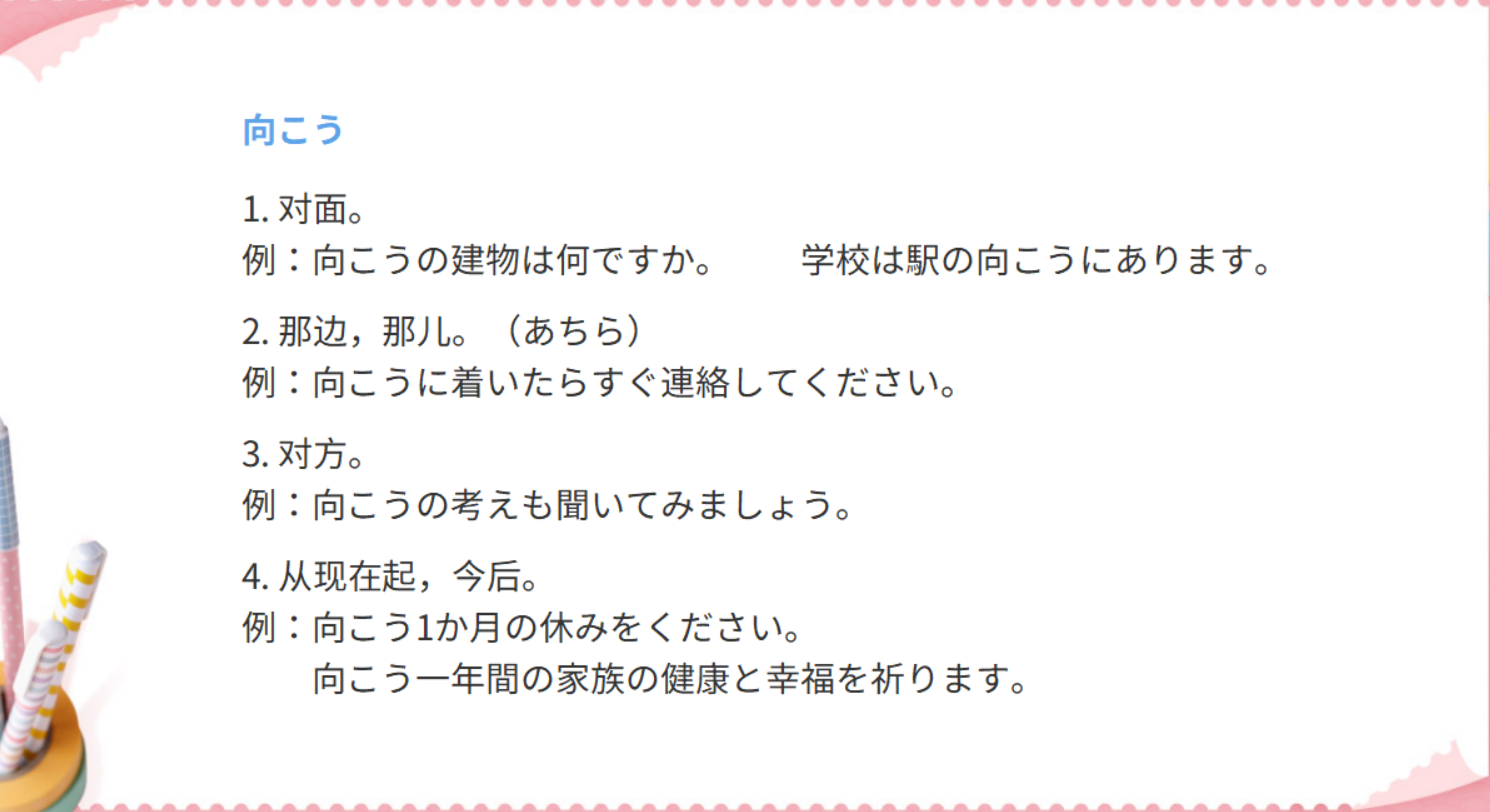 向こう
1. 对面。
例：向こうの建物は何ですか。　　学校は駅の向こうにあります。
2. 那边，那儿。（あちら）
例：向こうに着いたらすぐ連絡してください。
3. 对方。
例：向こうの考えも聞いてみましょう。
4. 从现在起，今后。
例：向こう1か月の休みをください。
向こう一年間の家族の健康と幸福を祈ります。